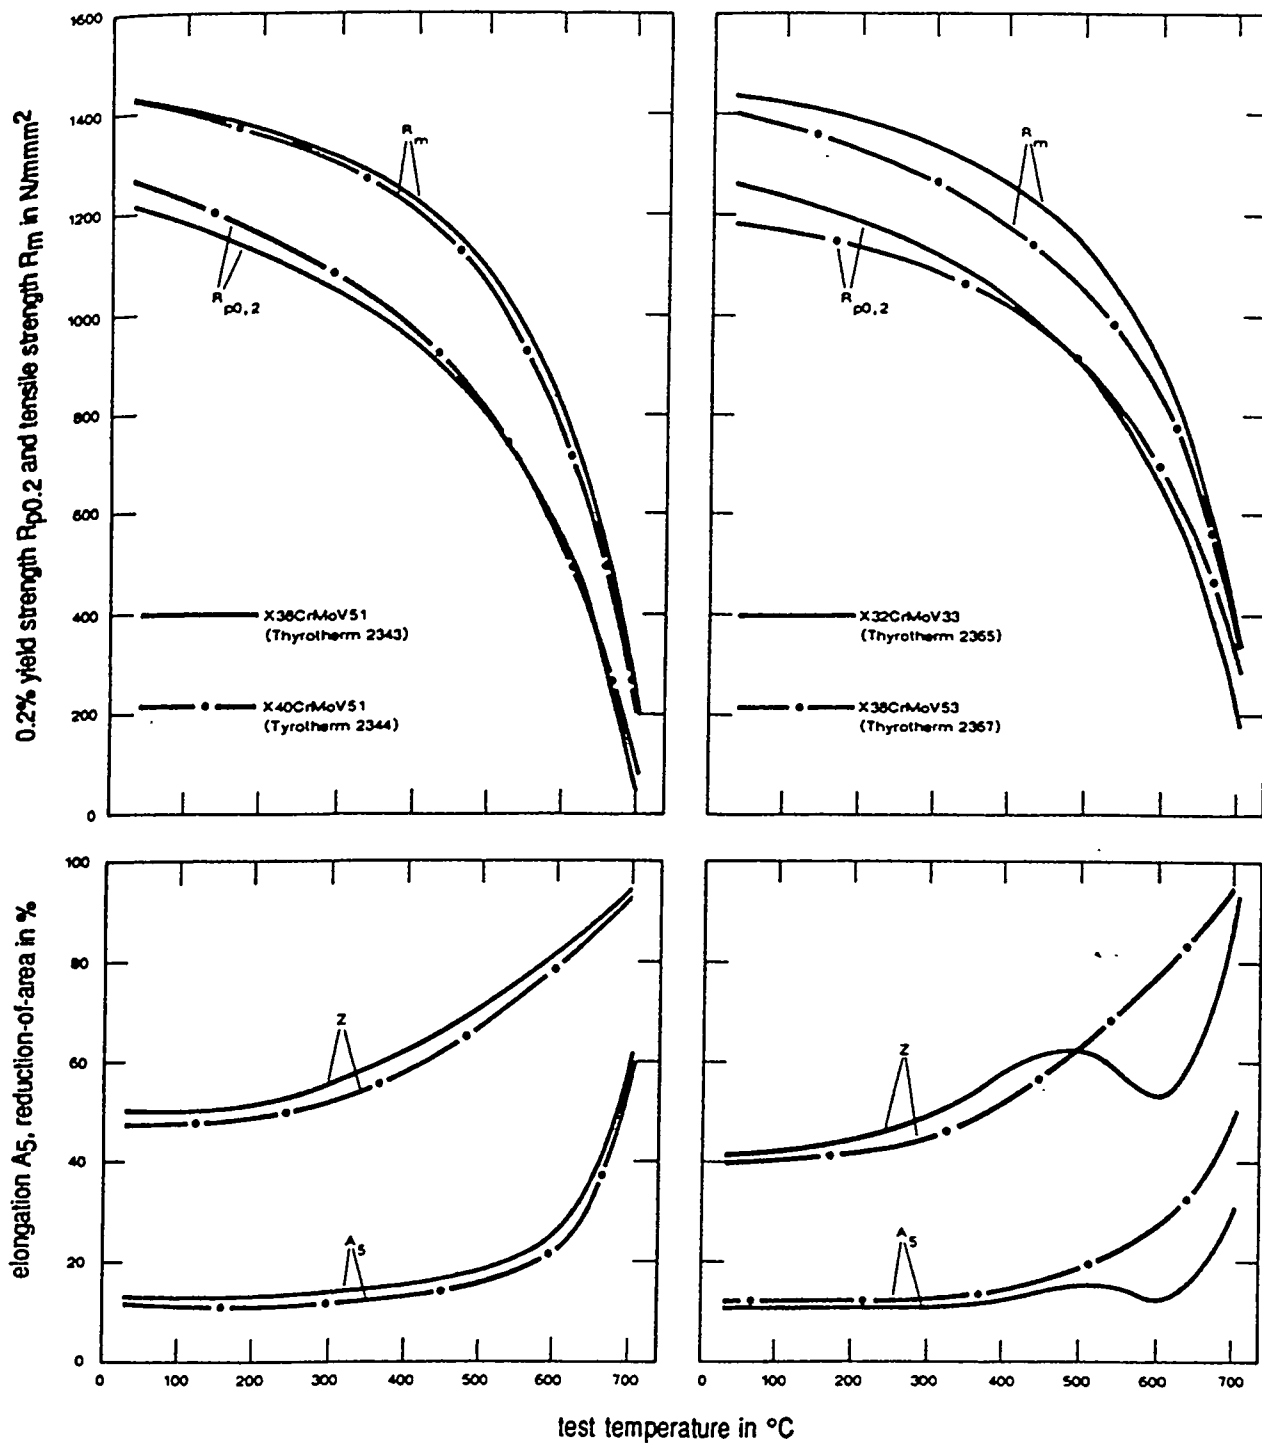 1600
1400
1200
1000
800
600
400
200
0
0.2% yield strength Rp0.2 and tensile strength Rm in N/mmm²
Rm
Rp0,2
X38CrMoV51
(Thyrotherm 2343)
X40CrMoV51
(Tyrotherm 2344)
Rm
Rp0,2
X32CrMoV33
(Thyrotherm 2365)
X38CrMoV53
(Thyrotherm 2367)
100
80
60
40
20
0
elongation A5, reduction-of-area in %
Z
A5
Z
A5
0 100 200 300 400 500 600 700
0 100 200 300 400 500 600 700
test temperature in °C